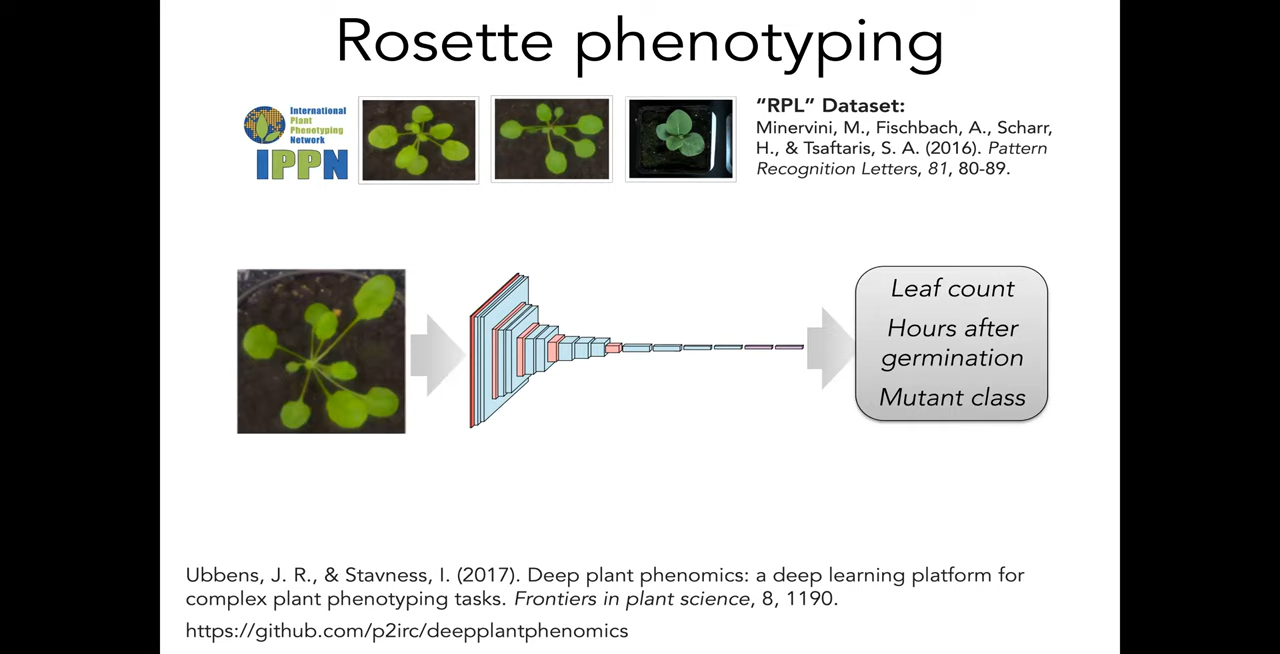 Rosette phenotyping
International
Plant
Phenotyping
Network
IPPN
“RPL” Dataset:
Minervini, M., Fischbach, A., Scharr,
H., & Tsaftaris, S. A. (2016). Pattern
Recognition Letters, 81, 80-89.
Leaf count
Hours after
germination
Mutant class
Ubbens, J. R., & Stavness, I. (2017). Deep plant phenomics: a deep learning platform for
complex plant phenotyping tasks. Frontiers in plant science, 8, 1190.
https://github.com/p2irc/deepplantphenomics